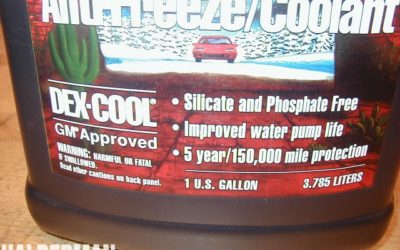 Anti-Freeze/Coolant
DEX-COOL®
GM Approved
WARNING: HARMFUL OR FATAL
IF SWALLOWED.
Read other cautions on back panel.
• Silicate and Phosphate Free
• Improved water pump life
• 5 year/150,000 mile protection
1 U.S. GALLON 3.785 LITERS
HALDERMAN